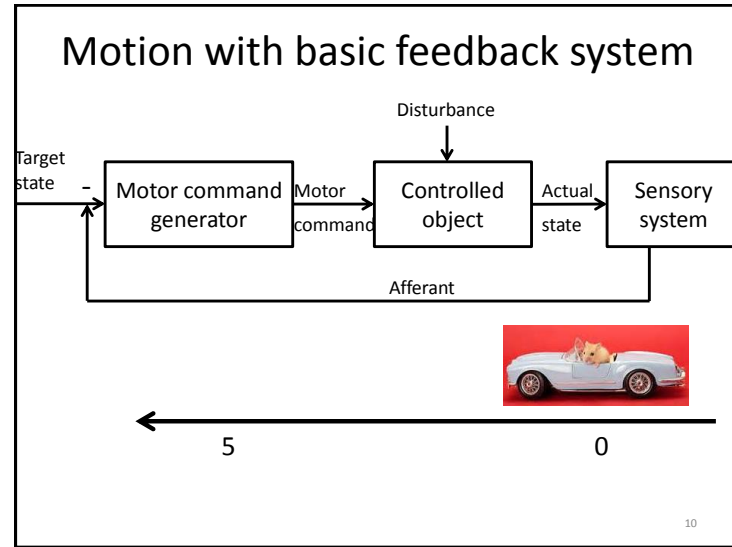 Motion with basic feedback system
Disturbance
Target
state
-
Motor command
generator
Motor
command
Controlled
object
Actual
state
Sensory
system
Afferant
5
0
10